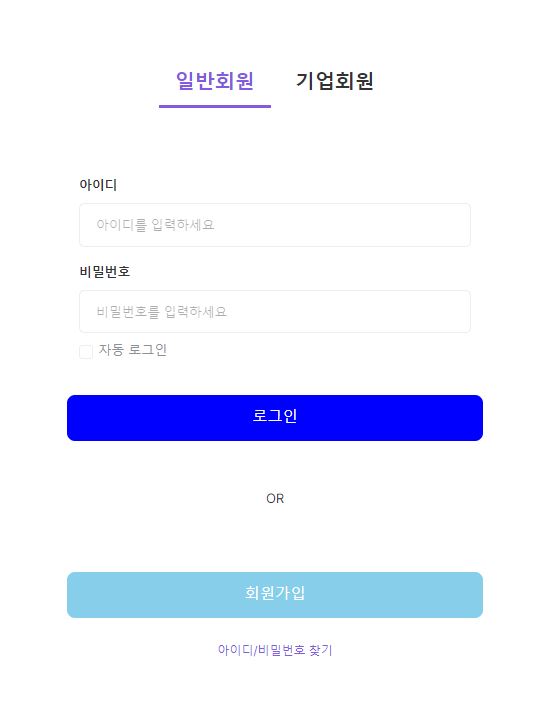 일반회원 기업회원
아이디
아이디를 입력하세요
비밀번호
비밀번호를 입력하세요
자동 로그인
로그인
OR
회원가입
아이디/비밀번호 찾기